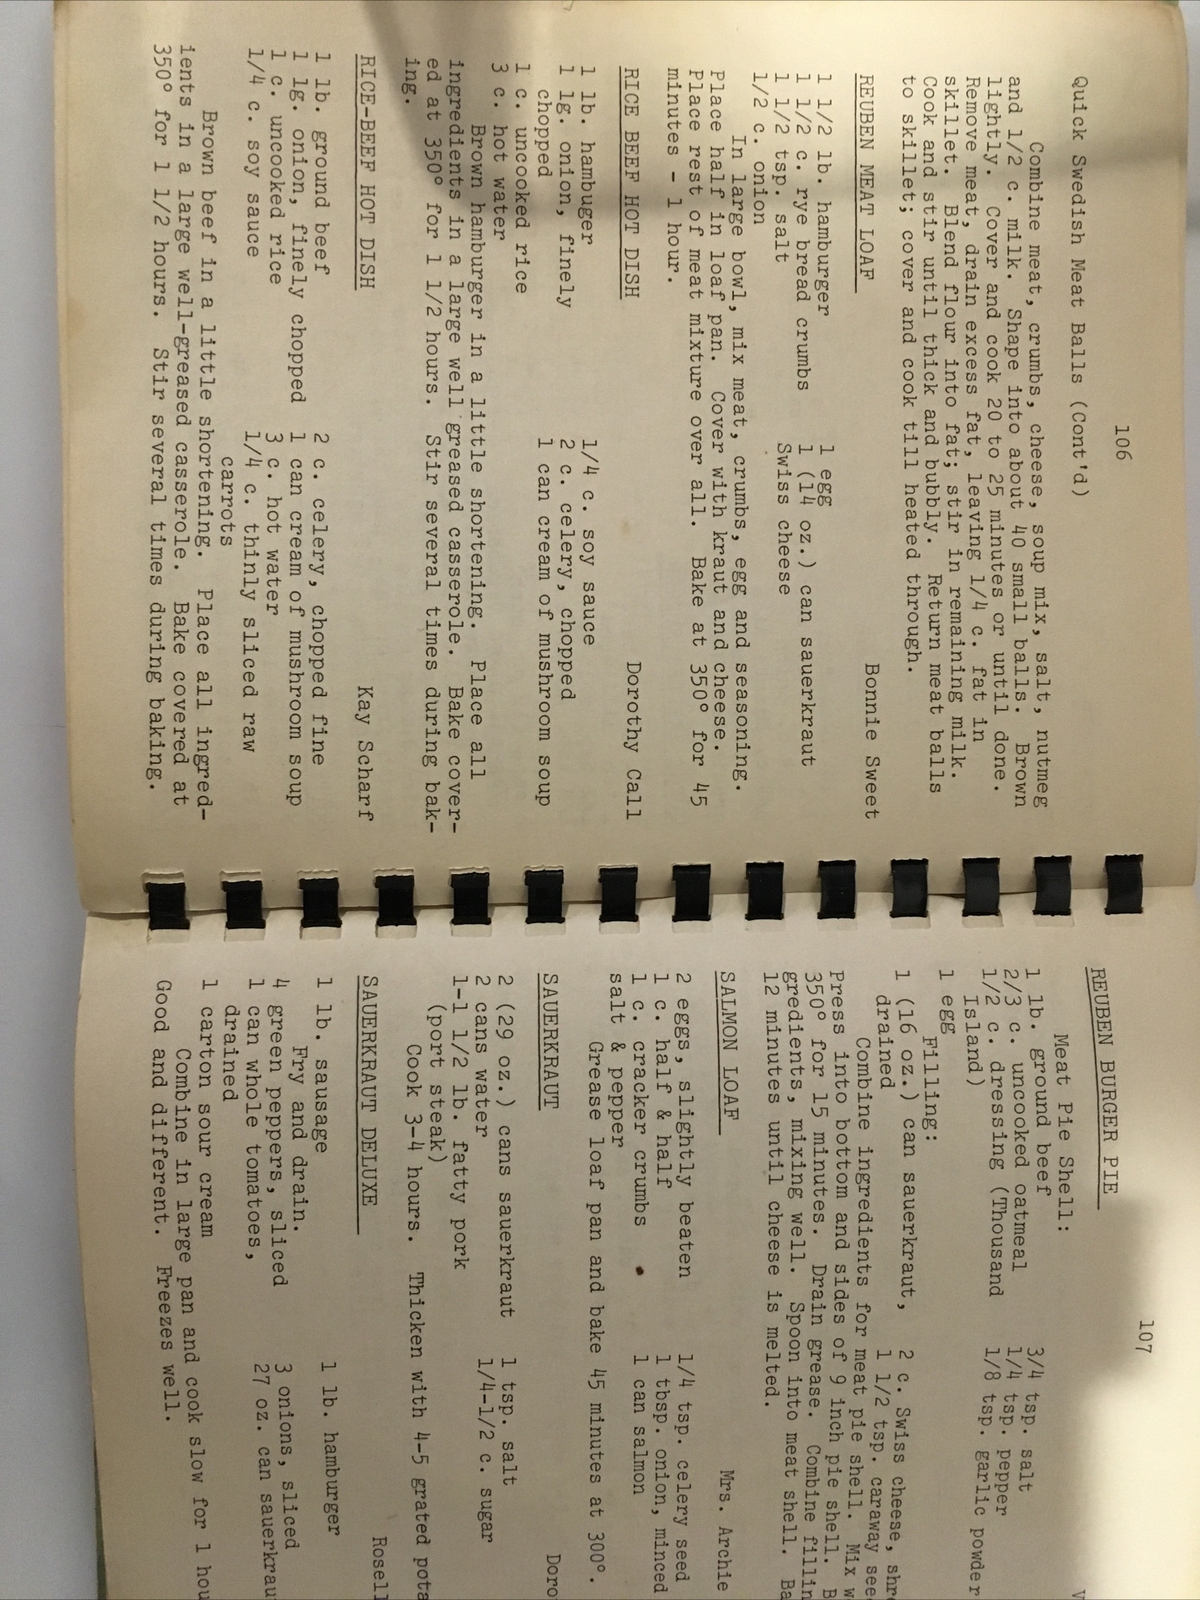 106
Quick Swedish Meat Balls (Cont'd)
Combine meat, crumbs, cheese, soup mix, salt, nutmeg
and 1/2 c. milk. Shape into about 40 small balls. Brown
lightly. Cover and cook 20 to 25 minutes or until done.
Remove meat, drain excess fat, leaving 1/4 c. fat in
skillet. Blend flour into fat; stir in remaining milk.
Cook and stir until thick and bubbly. Return meat balls
to skillet; cover and cook till heated through.
REUBEN MEAT LOAF Bonnie Sweet
1 1/2 lb. hamburger 1 egg
1 1/2 c. rye bread crumbs 1 (14 oz.) can sauerkraut
1 1/2 tsp. salt Swiss cheese
1/2 c. onion
In large bowl, mix meat, crumbs, egg and seasoning.
Place half in loaf pan. Cover with kraut and cheese.
Place rest of meat mixture over all. Bake at 350° for 45
minutes - 1 hour.
RICE BEEF HOT DISH Dorothy Call
1 lb. hambuger 1/4 c. soy sauce
1 lg. onion, finely 2 c. celery, chopped
chopped 1 can cream of mushroom soup
1 c. uncooked rice
3 c. hot water
Brown hamburger in a little shortening. Place all
ingredients in a large well greased casserole. Bake cover-
ed at 350° for 1 1/2 hours. Stir several times during bak-
ing.
RICE-BEEF HOT DISH Kay Scharf
1 lb. ground beef 2 c. celery, chopped fine
1 lg. onion, finely chopped 1 can cream of mushroom soup
1 c. uncooked rice 3 c. hot water
1/4 c. soy sauce 1/4 c. thinly sliced raw
carrots
Brown beef in a little shortening. Place all ingred-
ients in a large well-greased casserole. Bake covered at
350° for 1 1/2 hours. Stir several times during baking.
107
REUBEN BURGER PIE
Meat Pie Shell:
1 lb. ground beef 3/4 tsp. salt
2/3 c. uncooked oatmeal 1/4 tsp. pepper
1/2 c. dressing (Thousand 1/8 tsp. garlic powder
Island)
1 egg
Filling:
1 (16 oz.) can sauerkraut, 2 c. Swiss cheese, shre
drained 1 1/2 tsp. caraway see
Combine ingredients for meat pie shell. Mix w
Press into bottom and sides of 9 inch pie shell. B
350° for 15 minutes. Drain grease. Combine fillin
gredients, mixing well. Spoon into meat shell. Ba
12 minutes until cheese is melted.
SALMON LOAF Mrs. Archie
2 eggs, slightly beaten 1/4 tsp. celery seed
1 c. half & half 1 tbsp. onion, minced
1 c. cracker crumbs 1 can salmon
salt & pepper
Grease loaf pan and bake 45 minutes at 300°.
SAUERKRAUT Doro
2 (29 oz.) cans sauerkraut 1 tsp. salt
2 cans water 1/4-1/2 c. sugar
1-1 1/2 lb. fatty pork
(port steak)
Cook 3-4 hours. Thicken with 4-5 grated pota
SAUERKRAUT DELUXE Rosell
1 lb. sausage 1 lb. hamburger
Fry and drain.
4 green peppers, sliced 3 onions, sliced
1 can whole tomatoes, 27 oz. can sauerkrau
drained
1 carton sour cream
Combine in large pan and cook slow for 1 hou
Good and different. Freezes well.